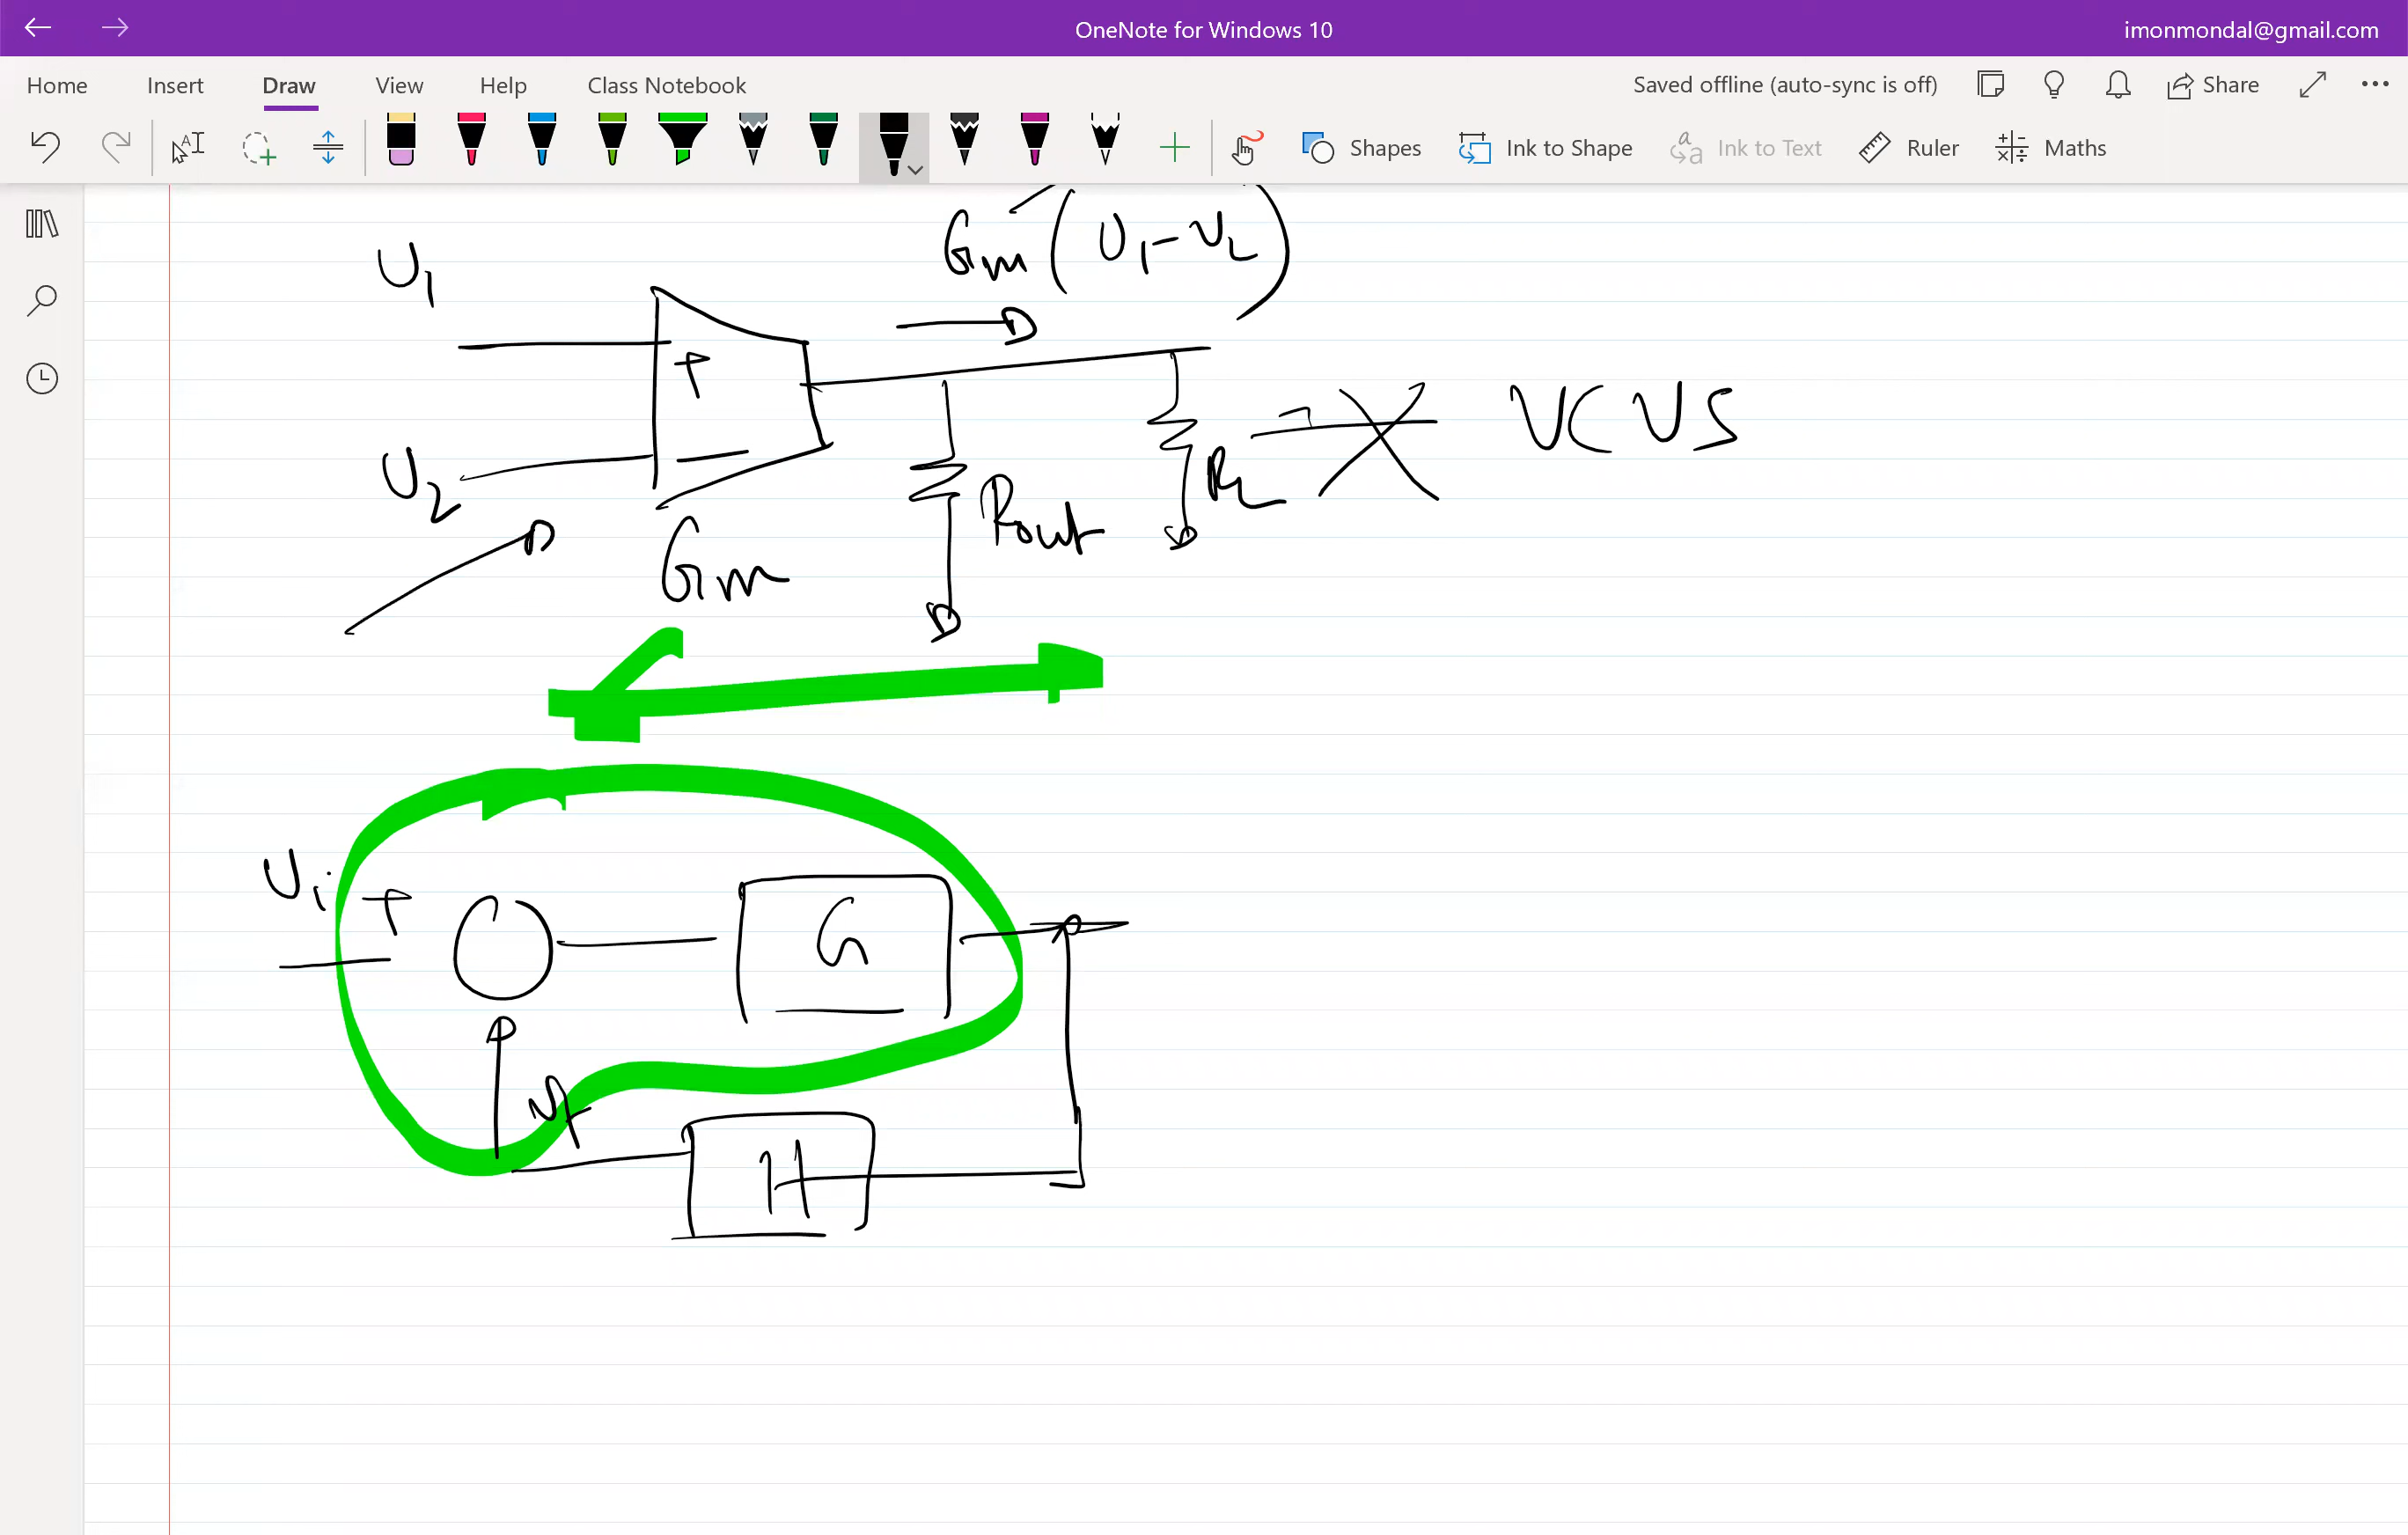 OneNote for Windows 10
imonmondal@gmail.com
Home Insert Draw View Help Class Notebook
Saved offline (auto-sync is off) Share
Shapes Ink to Shape Ink to Text Ruler Maths
Gm(V1-V2)
V1
+
VCVS
V2
-
Rout
RL
Gm
Vi
+
G
Vf
H